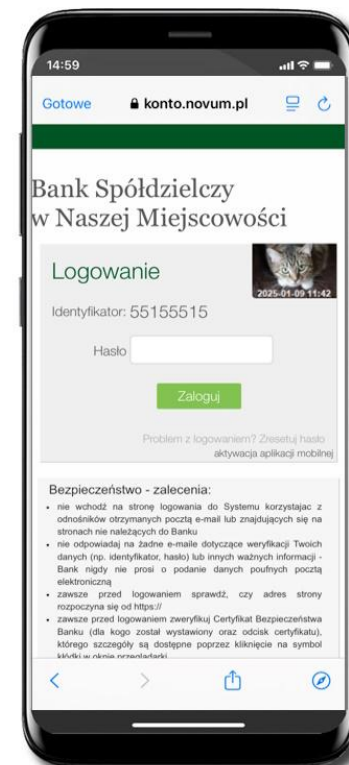 14:59
Gotowe konto.novum.pl
Bank Spółdzielczy
w Naszej Miejscowości
Logowanie
2025-01-09 11:42
Identyfikator: 55155515
Hasło
Zaloguj
Problem z logowaniem? Zresetuj hasło
aktywacja aplikacji mobilnej
Bezpieczeństwo - zalecenia:
• nie wchodź na stronę logowania do Systemu korzystając z
odnośników otrzymanych pocztą e-mail lub znajdujących się na
stronach nie należących do Banku
• nie odpowiadaj na żadne e-maile dotyczące weryfikacji Twoich
danych (np. identyfikator, hasło) lub innych ważnych informacji -
Bank nigdy nie prosi o podanie danych poufnych pocztą
elektroniczną
• zawsze przed logowaniem sprawdź, czy adres strony
rozpoczyna się od https://
• zawsze przed logowaniem zweryfikuj Certyfikat Bezpieczeństwa
Banku (dla kogo został wystawiony oraz odcisk certyfikatu),
którego szczegóły są dostępne poprzez kliknięcie na symbol
kłódki w oknie przeglądarki